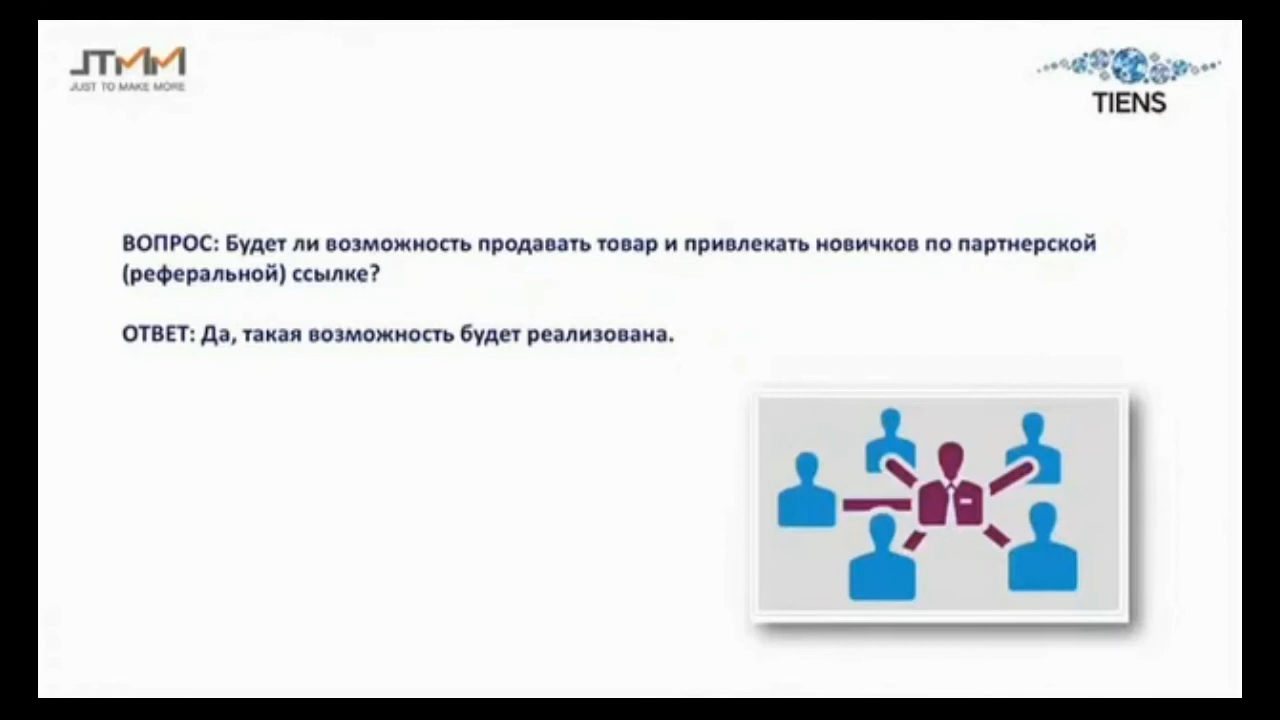 JTMM
JUST TO MAKE MORE
TIENS
ВОПРОС: Будет ли возможность продавать товар и привлекать новичков по партнерской
(реферальной) ссылке?
ОТВЕТ: Да, такая возможность будет реализована.